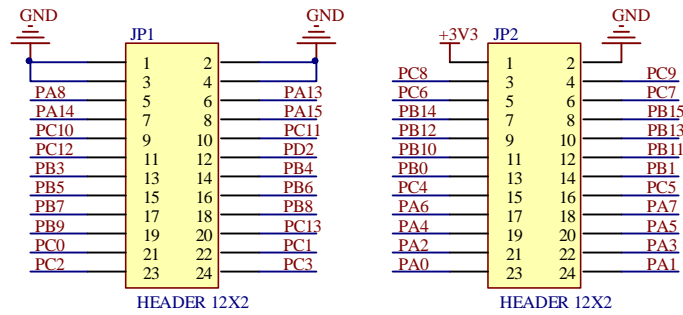 GND GND GND
JP1 +3V3 JP2
1 2 1 2
3 4 PC8 3 4 PC9
PA8 5 6 PA13 PC6 5 6 PC7
PA14 7 8 PA15 PB14 7 8 PB15
PC10 9 10 PC11 PB12 9 10 PB13
PC12 11 12 PD2 PB10 11 12 PB11
PB3 13 14 PB4 PB0 13 14 PB1
PB5 15 16 PB6 PC4 15 16 PC5
PB7 17 18 PB8 PA6 17 18 PA7
PB9 19 20 PC13 PA4 19 20 PA5
PC0 21 22 PC1 PA2 21 22 PA3
PC2 23 24 PC3 PA0 23 24 PA1
HEADER 12X2 HEADER 12X2